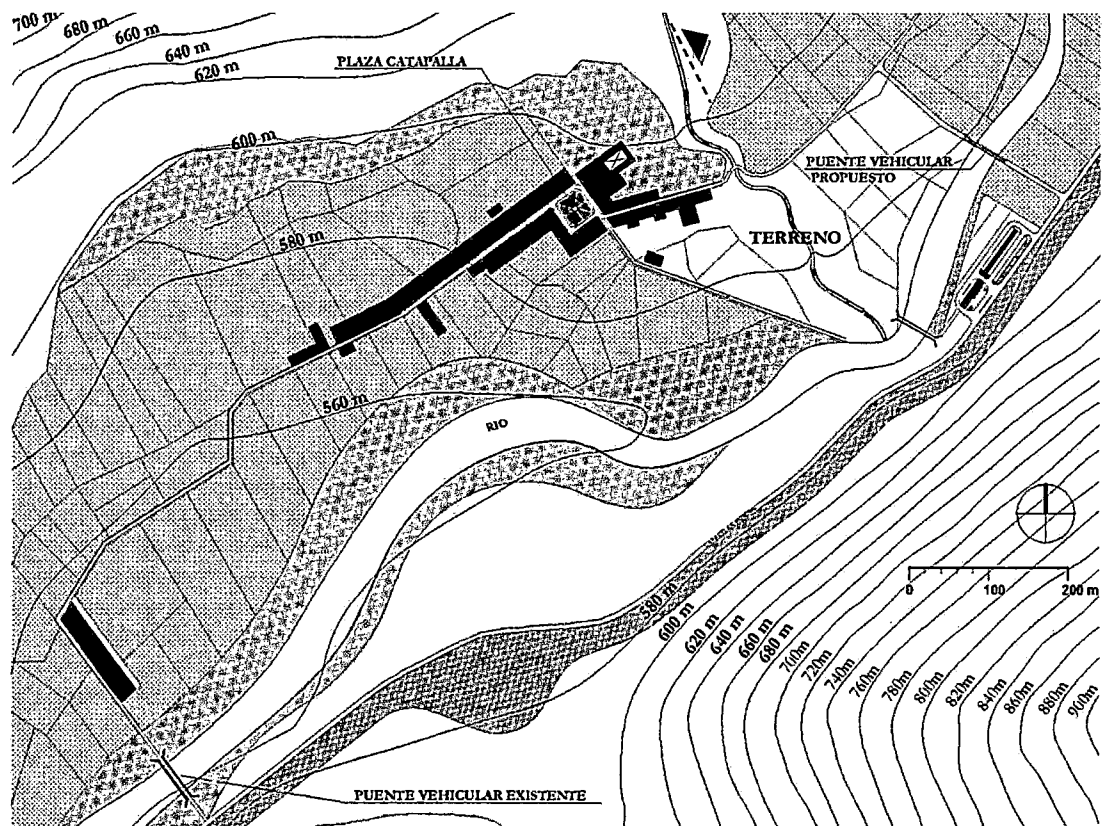 700 m
680 m
660 m
640 m
620 m
PLAZA CATAPALLA
600 m
PUENTE VEHICULAR
PROPUESTO
580 m
TERRENO
560 m
RIO
0 100 200 m
580 m
600 m
620 m
640 m
660 m
680 m
700m
720m
740m
760m
780m
800m
820m
840m
860m
880m
900m
PUENTE VEHICULAR EXISTENTE